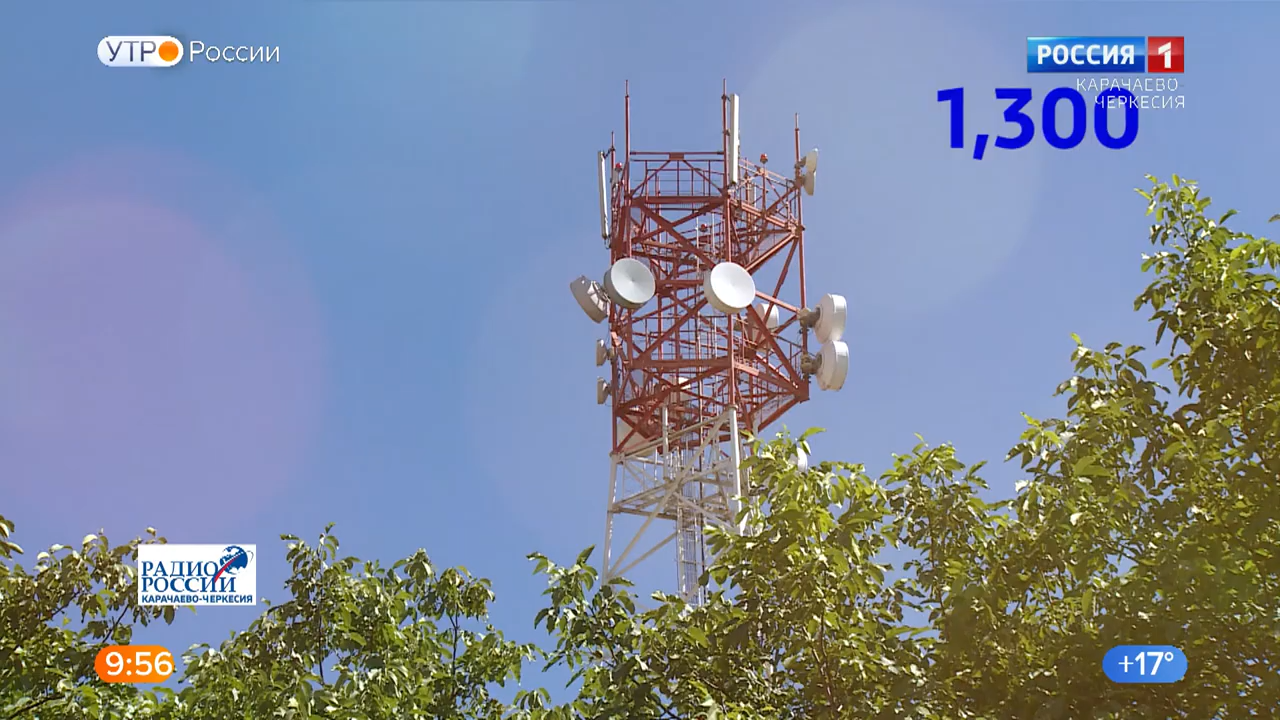 УТРО России
РОССИЯ 1
КАРАЧАЕВО-
ЧЕРКЕСИЯ
1,300
РАДИО
РОССИИ
КАРАЧАЕВО-ЧЕРКЕСИЯ
9:56
+17°